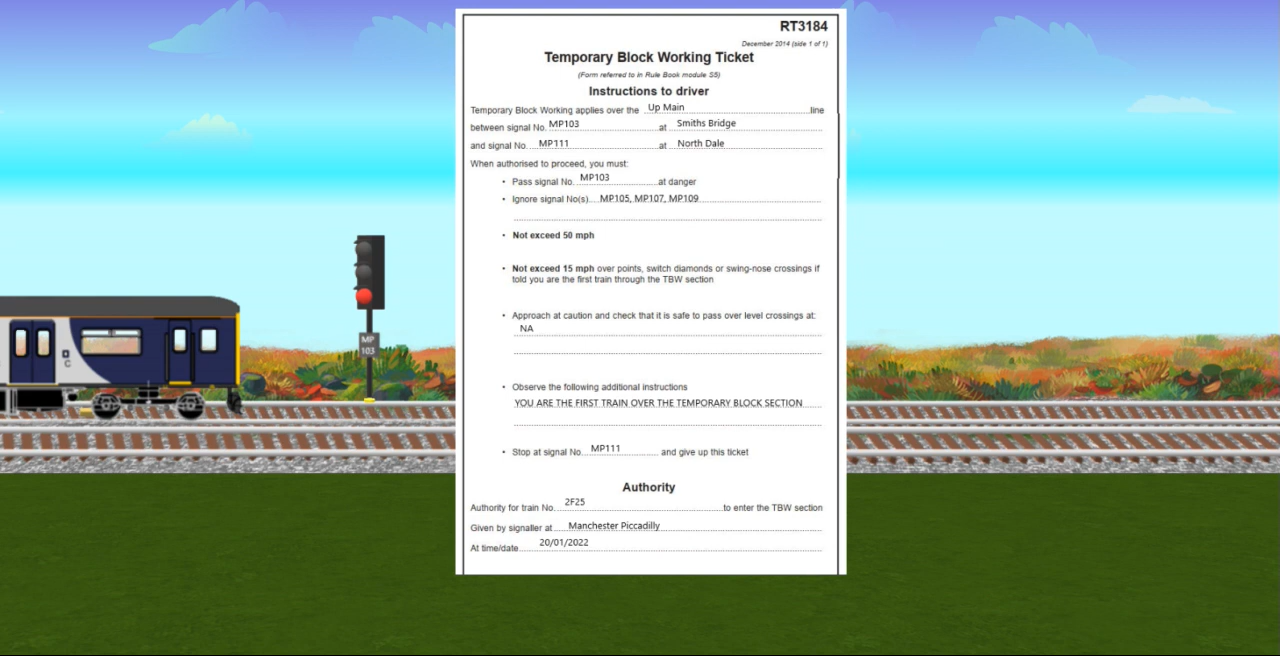 RT3184
December 2014 (side 1 of 1)
Temporary Block Working Ticket
(Form referred to in Rule Book module S5)
Instructions to driver
Temporary Block Working applies over the Up Main line
between signal No. MP103 at Smiths Bridge
and signal No. MP111 at North Dale
When authorised to proceed, you must:
• Pass signal No. MP103 at danger
• Ignore signal No(s) MP105, MP107, MP109
• Not exceed 50 mph
• Not exceed 15 mph over points, switch diamonds or swing-nose crossings if
told you are the first train through the TBW section
• Approach at caution and check that it is safe to pass over level crossings at:
NA
• Observe the following additional instructions
YOU ARE THE FIRST TRAIN OVER THE TEMPORARY BLOCK SECTION
• Stop at signal No. MP111 and give up this ticket
Authority
Authority for train No. 2F25 to enter the TBW section
Given by signaller at Manchester Piccadilly
At time/date 20/01/2022
MP
103
C